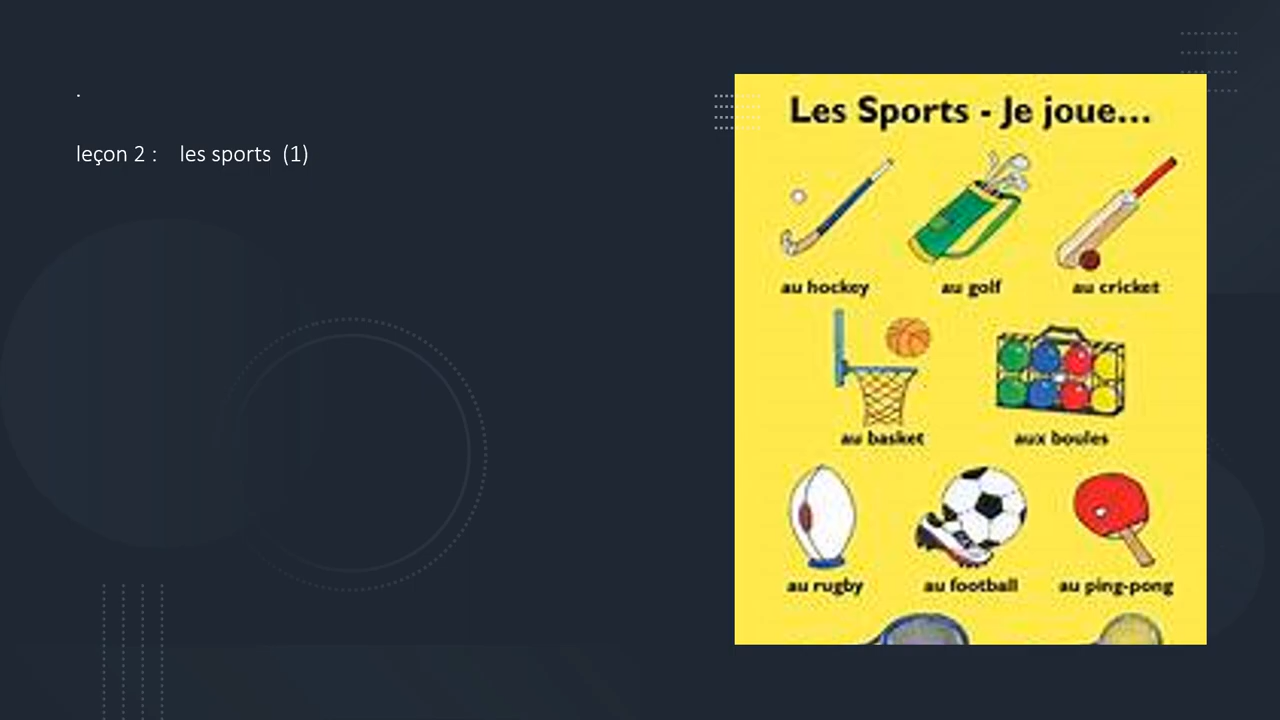 .
leçon 2 : les sports (1)
Les Sports - Je joue...
au hockey au golf au cricket
au basket aux boules
au rugby au football au ping-pong